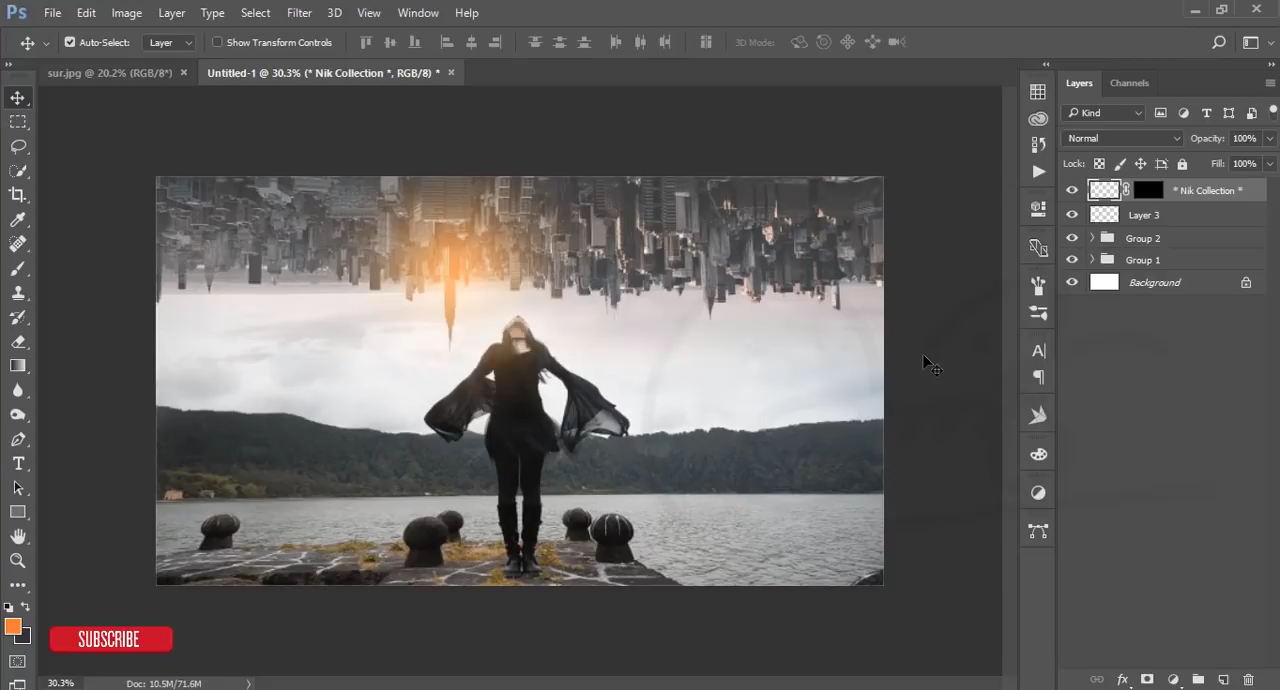 Ps File Edit Image Layer Type Select Filter 3D View Window Help
Auto-Select: Layer Show Transform Controls 3D Mode:
sur.jpg @ 20.2% (RGB/8*) × Untitled-1 @ 30.3% (* Nik Collection *, RGB/8) * ×
Layers Channels
Kind
Normal Opacity: 100%
Lock: Fill: 100%
* Nik Collection *
Layer 3
Group 2
Group 1
Background
SUBSCRIBE
30.3% Doc: 10.5M/71.6M
fx